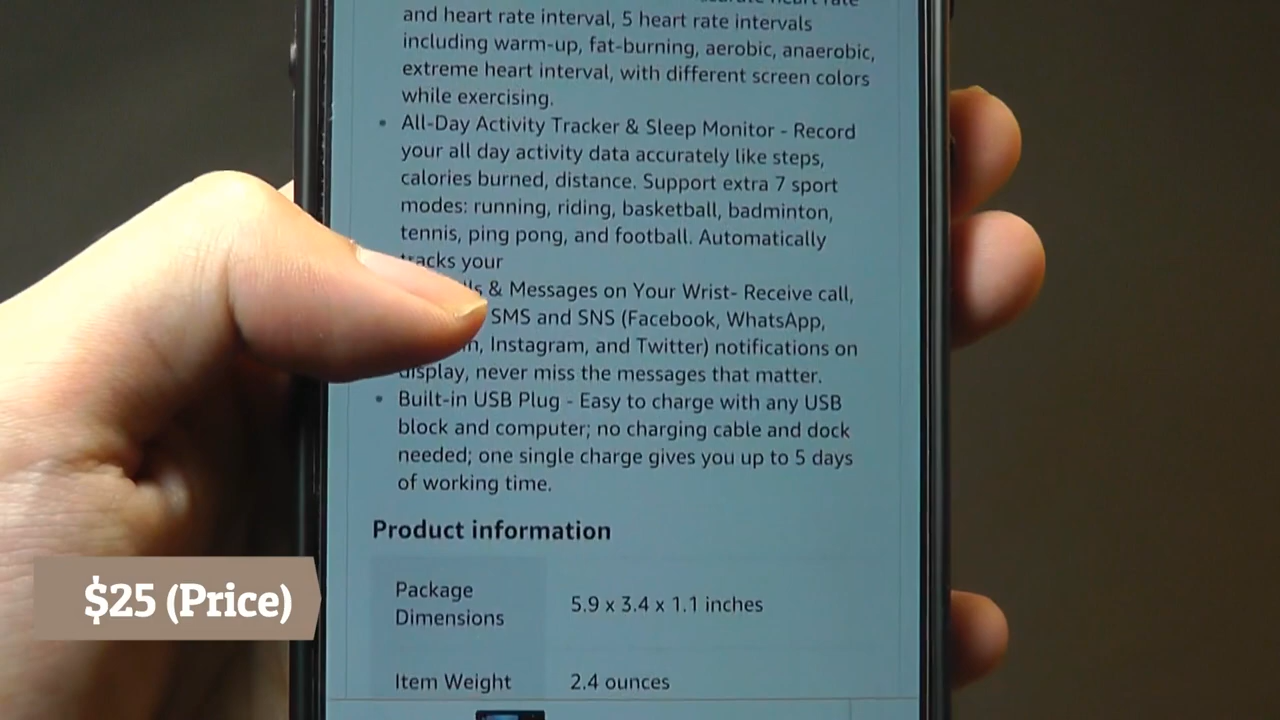 and heart rate interval, 5 heart rate intervals
including warm-up, fat-burning, aerobic, anaerobic,
extreme heart interval, with different screen colors
while exercising.
• All-Day Activity Tracker & Sleep Monitor - Record
your all day activity data accurately like steps,
calories burned, distance. Support extra 7 sport
modes: running, riding, basketball, badminton,
tennis, ping pong, and football. Automatically
tracks your
& Messages on Your Wrist- Receive call,
SMS and SNS (Facebook, WhatsApp,
Instagram, and Twitter) notifications on
display, never miss the messages that matter.
• Built-in USB Plug - Easy to charge with any USB
block and computer; no charging cable and dock
needed; one single charge gives you up to 5 days
of working time.
Product information
Package
Dimensions
5.9 x 3.4 x 1.1 inches
Item Weight
2.4 ounces
$25 (Price)